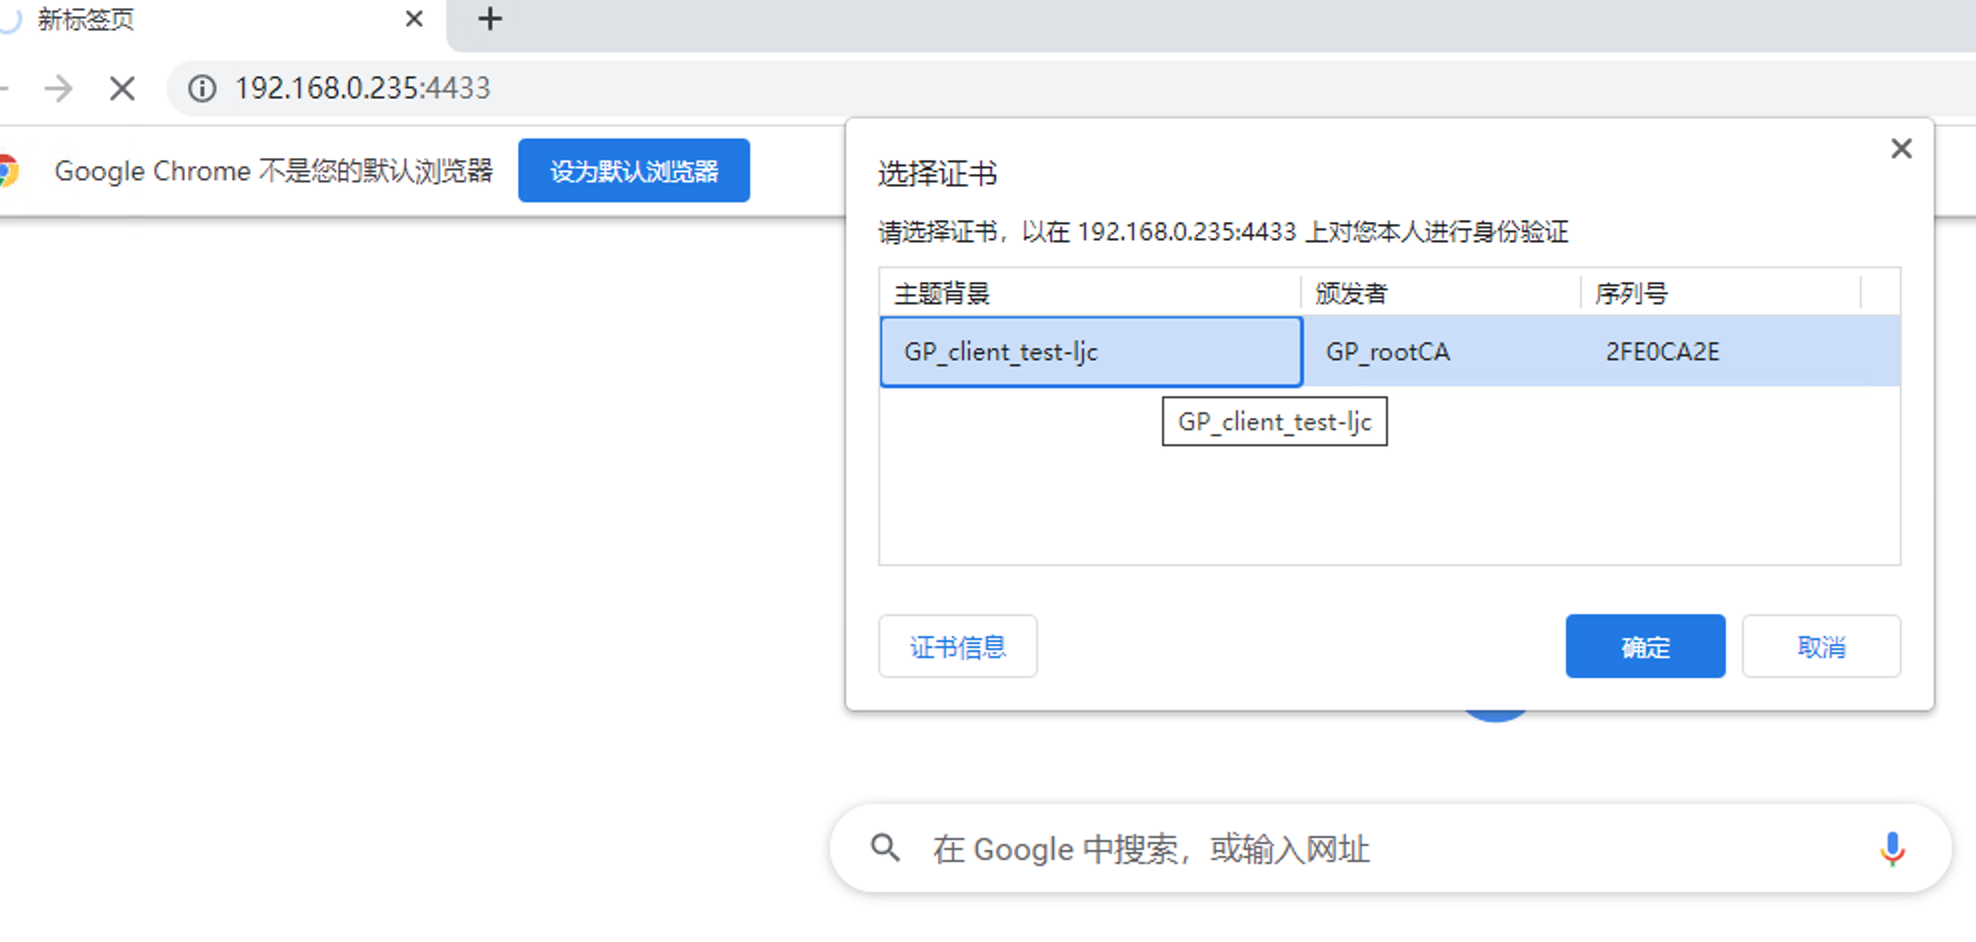 新标签页
192.168.0.235:4433
Google Chrome 不是您的默认浏览器 设为默认浏览器
选择证书
请选择证书，以在 192.168.0.235:4433 上对您本人进行身份验证
主题背景 颁发者 序列号
GP_client_test-ljc GP_rootCA 2FE0CA2E
GP_client_test-ljc
证书信息 确定 取消
在 Google 中搜索，或输入网址